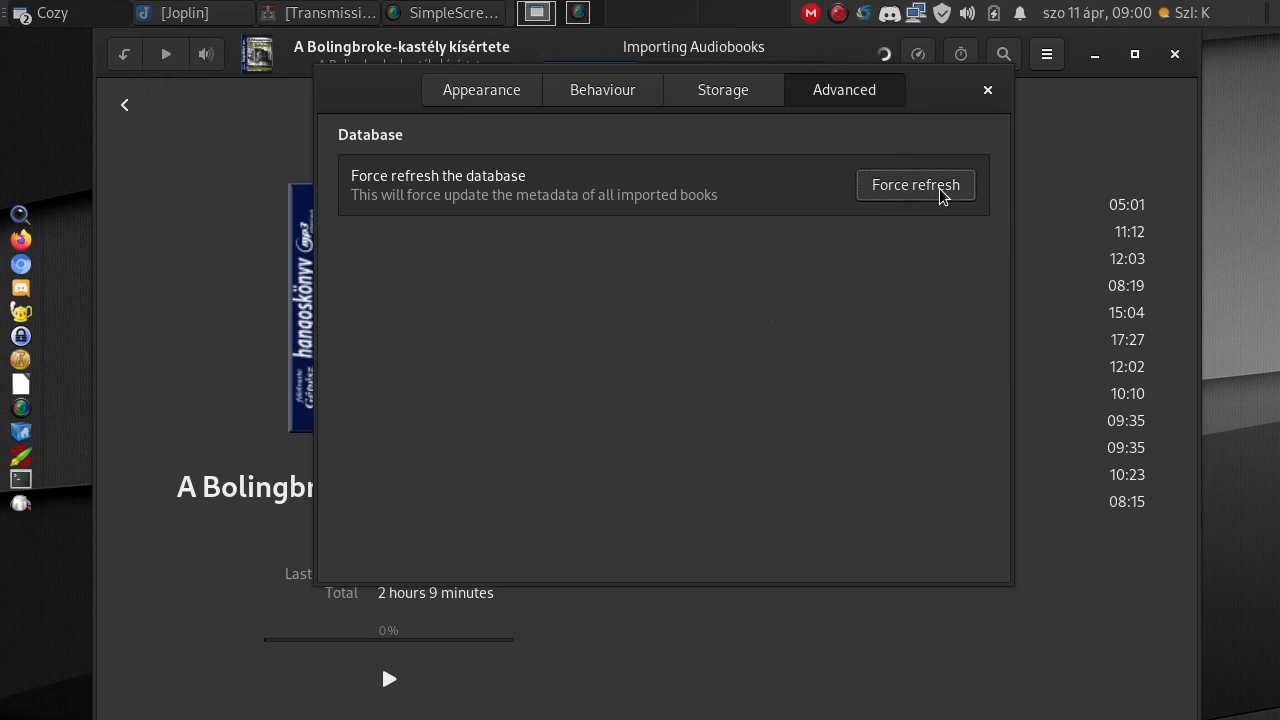 2 Cozy [Joplin] [Transmissi... SimpleScre... szo 11 ápr, 09:00 Szl: K
A Bolingbroke-kastély kísértete
Importing Audiobooks
Appearance Behaviour Storage Advanced
Database
Force refresh the database
This will force update the metadata of all imported books
Force refresh
hangoskönyv mp3
05:01
11:12
12:03
08:19
15:04
17:27
12:02
10:10
09:35
09:35
10:23
08:15
A Bolingbr
Last
Total 2 hours 9 minutes
0%